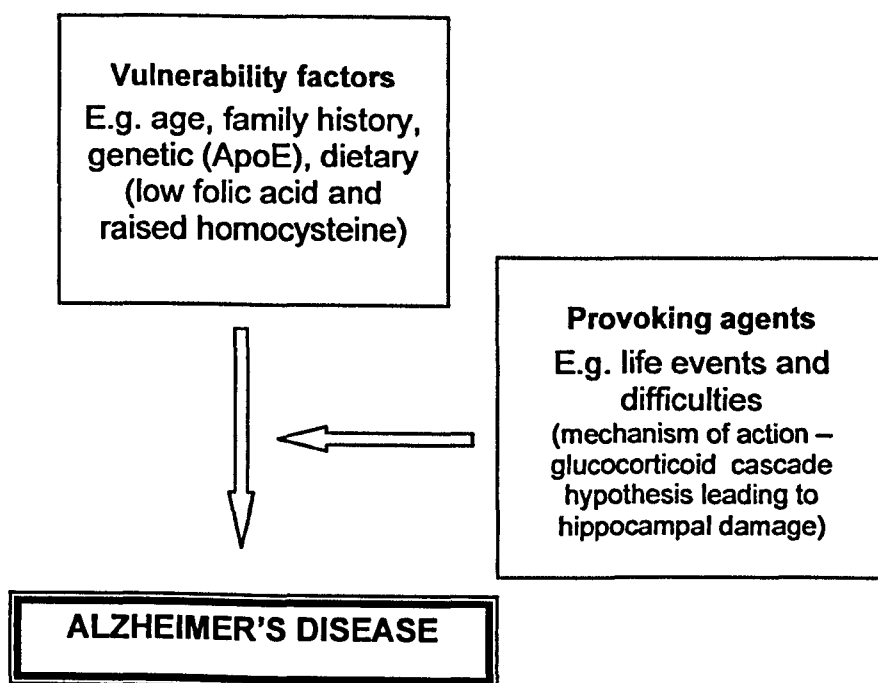 Vulnerability factors
E.g. age, family history,
genetic (ApoE), dietary
(low folic acid and
raised homocysteine)
Provoking agents
E.g. life events and
difficulties
(mechanism of action –
glucocorticoid cascade
hypothesis leading to
hippocampal damage)
ALZHEIMER'S DISEASE